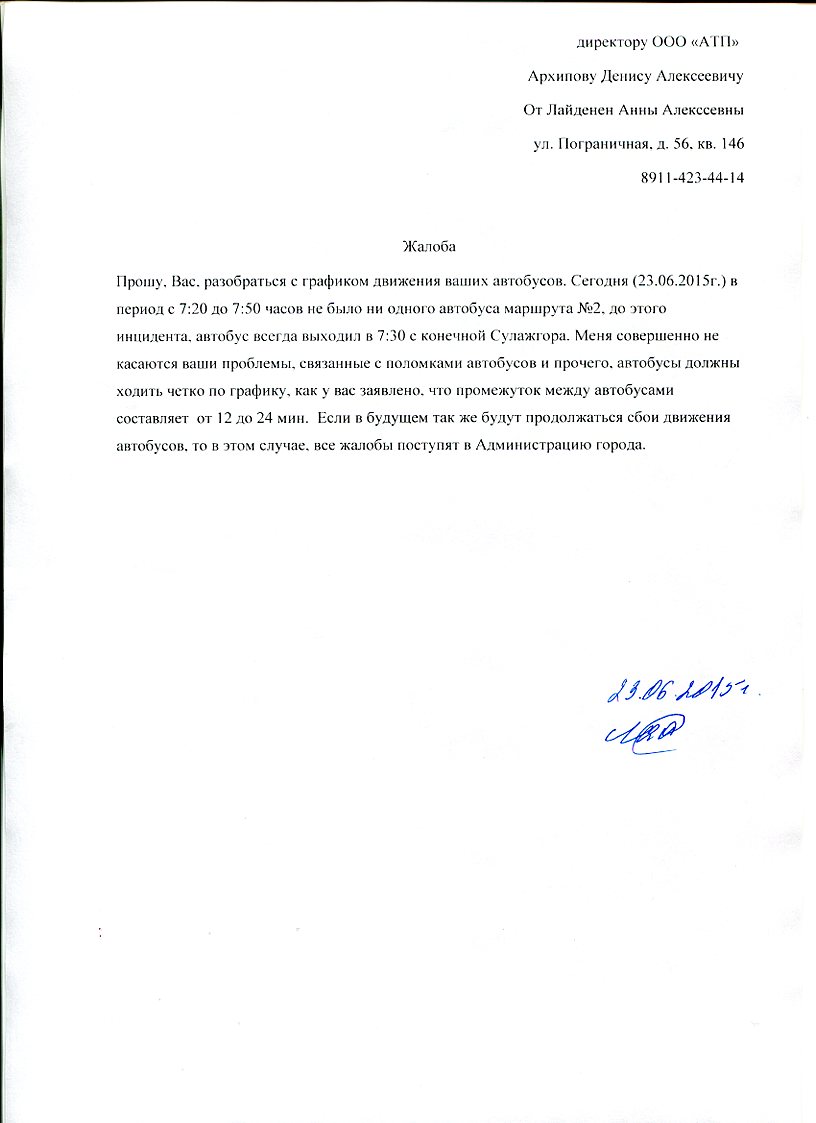 директору ООО «АТП»
Архипову Денису Алексеевичу
От Лайденен Анны Алексеевны
ул. Пограничная, д. 56, кв. 146
8911-423-44-14
Жалоба
Прошу, Вас, разобраться с графиком движения ваших автобусов. Сегодня (23.06.2015г.) в
период с 7:20 до 7:50 часов не было ни одного автобуса маршрута №2, до этого
инцидента, автобус всегда выходил в 7:30 с конечной Сулажгора. Меня совершенно не
касаются ваши проблемы, связанные с поломками автобусов и прочего, автобусы должны
ходить четко по графику, как у вас заявлено, что промежуток между автобусами
составляет от 12 до 24 мин. Если в будущем так же будут продолжаться сбои движения
автобусов, то в этом случае, все жалобы поступят в Администрацию города.
23.06.2015г.